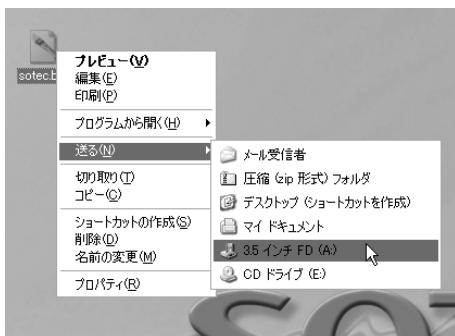 sotec.b
プレビュー(V)
編集(E)
印刷(P)
プログラムから開く(H)
送る(N)
切り取り(T)
コピー(C)
ショートカットの作成(S)
削除(D)
名前の変更(M)
プロパティ(R)
メール受信者
圧縮 (zip 形式) フォルダ
デスクトップ (ショートカットを作成)
マイ ドキュメント
3.5 インチ FD (A:)
CD ドライブ (E:)
SOT